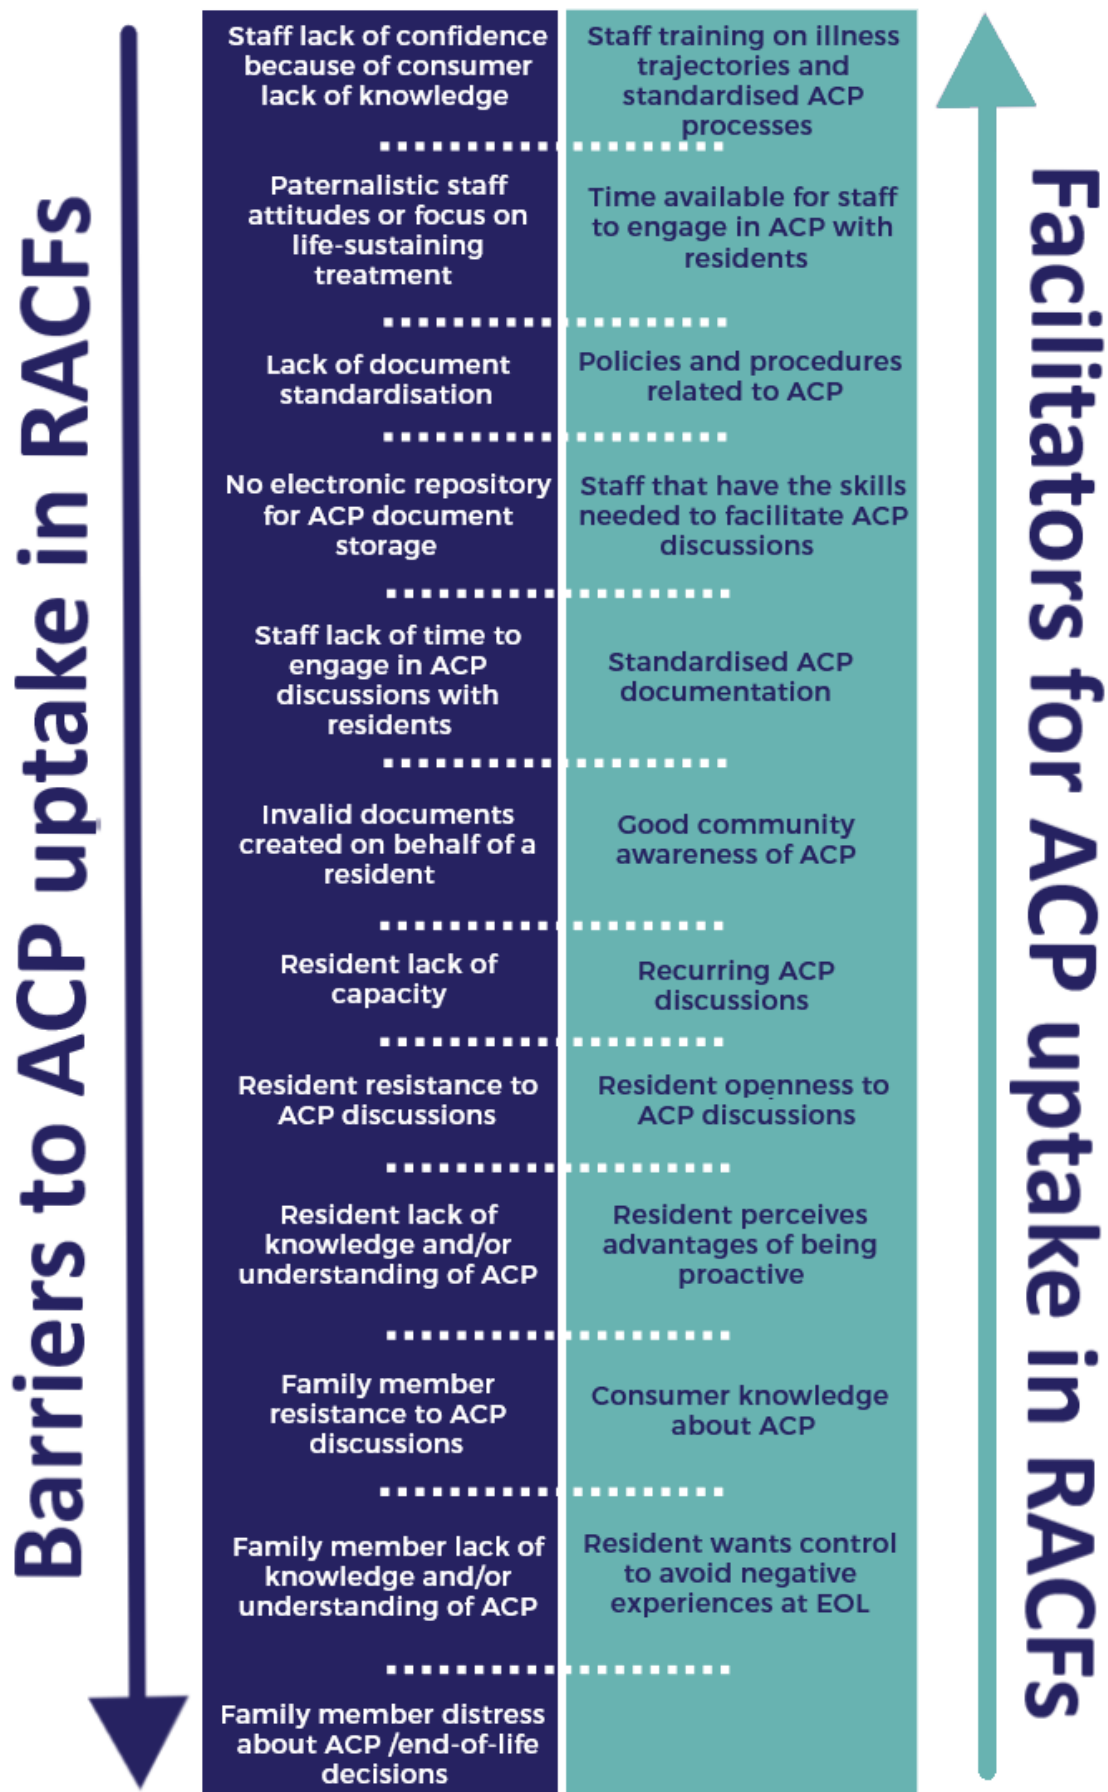 Barriers to ACP uptake in RACFs
Staff lack of confidence
because of consumer
lack of knowledge
Paternalistic staff
attitudes or focus on
life-sustaining
treatment
Lack of document
standardisation
No electronic repository
for ACP document
storage
Staff lack of time to
engage in ACP
discussions with
residents
Invalid documents
created on behalf of a
resident
Resident lack of
capacity
Resident resistance to
ACP discussions
Resident lack of
knowledge and/or
understanding of ACP
Family member
resistance to ACP
discussions
Family member lack of
knowledge and/or
understanding of ACP
Family member distress
about ACP /end-of-life
decisions
Staff training on illness
trajectories and
standardised ACP
processes
Time available for staff
to engage in ACP with
residents
Policies and procedures
related to ACP
Staff that have the skills
needed to facilitate ACP
discussions
Standardised ACP
documentation
Good community
awareness of ACP
Recurring ACP
discussions
Resident openness to
ACP discussions
Resident perceives
advantages of being
proactive
Consumer knowledge
about ACP
Resident wants control
to avoid negative
experiences at EOL
Facilitators for ACP uptake in RACFs